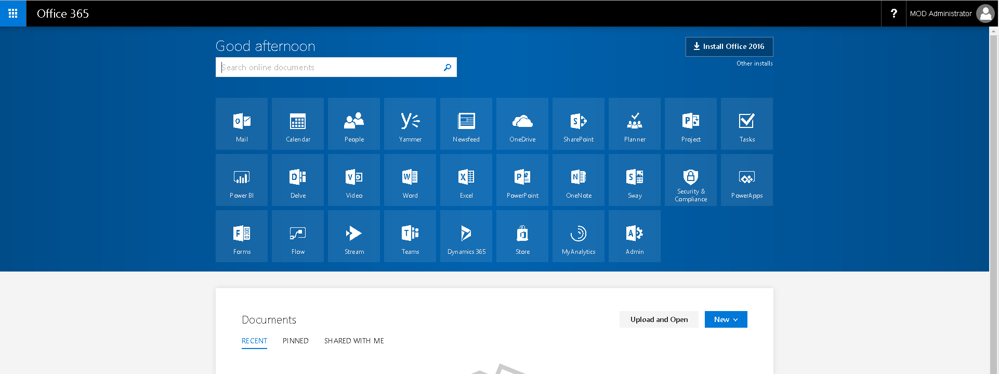 Office 365
? MOD Administrator
Good afternoon
Install Office 2016
Search online documents
Other installs
Mail Calendar People Yammer Newsfeed OneDrive SharePoint Planner Project Tasks
Power BI Delve Video Word Excel PowerPoint OneNote Sway Security & Compliance PowerApps
Forms Flow Stream Teams Dynamics 365 Store MyAnalytics Admin
Documents
Upload and Open
New
RECENT PINNED SHARED WITH ME